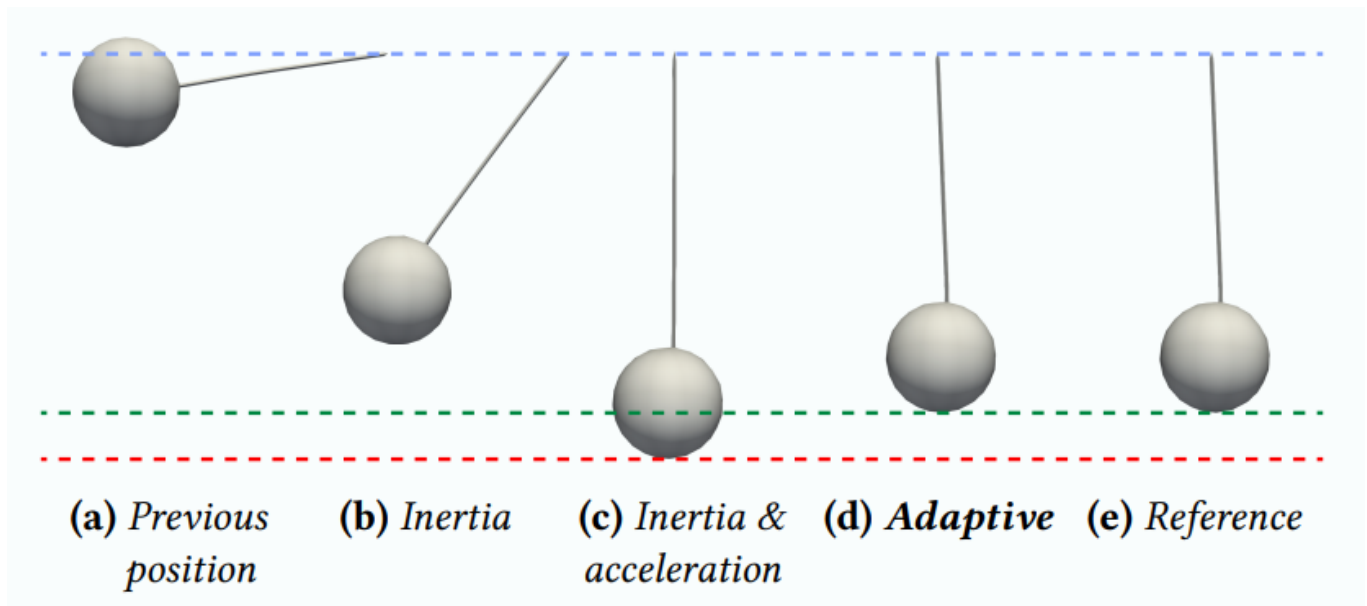 (a) Previous position
(b) Inertia
(c) Inertia & acceleration
(d) Adaptive
(e) Reference